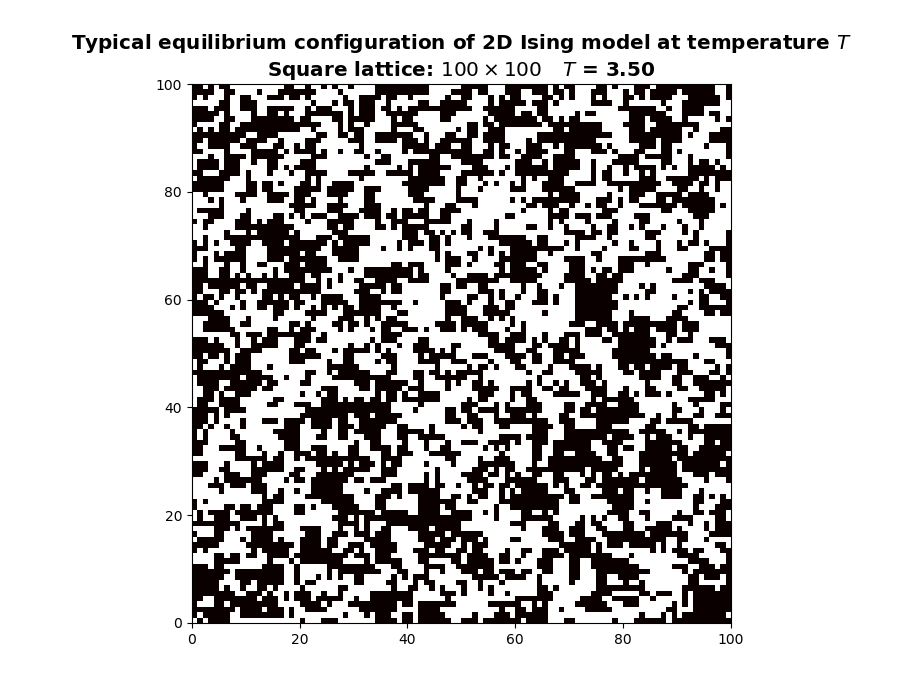 Typical equilibrium configuration of 2D Ising model at temperature T
Square lattice: 100 × 100 T = 3.50
100
80
60
40
20
0
0 20 40 60 80 100